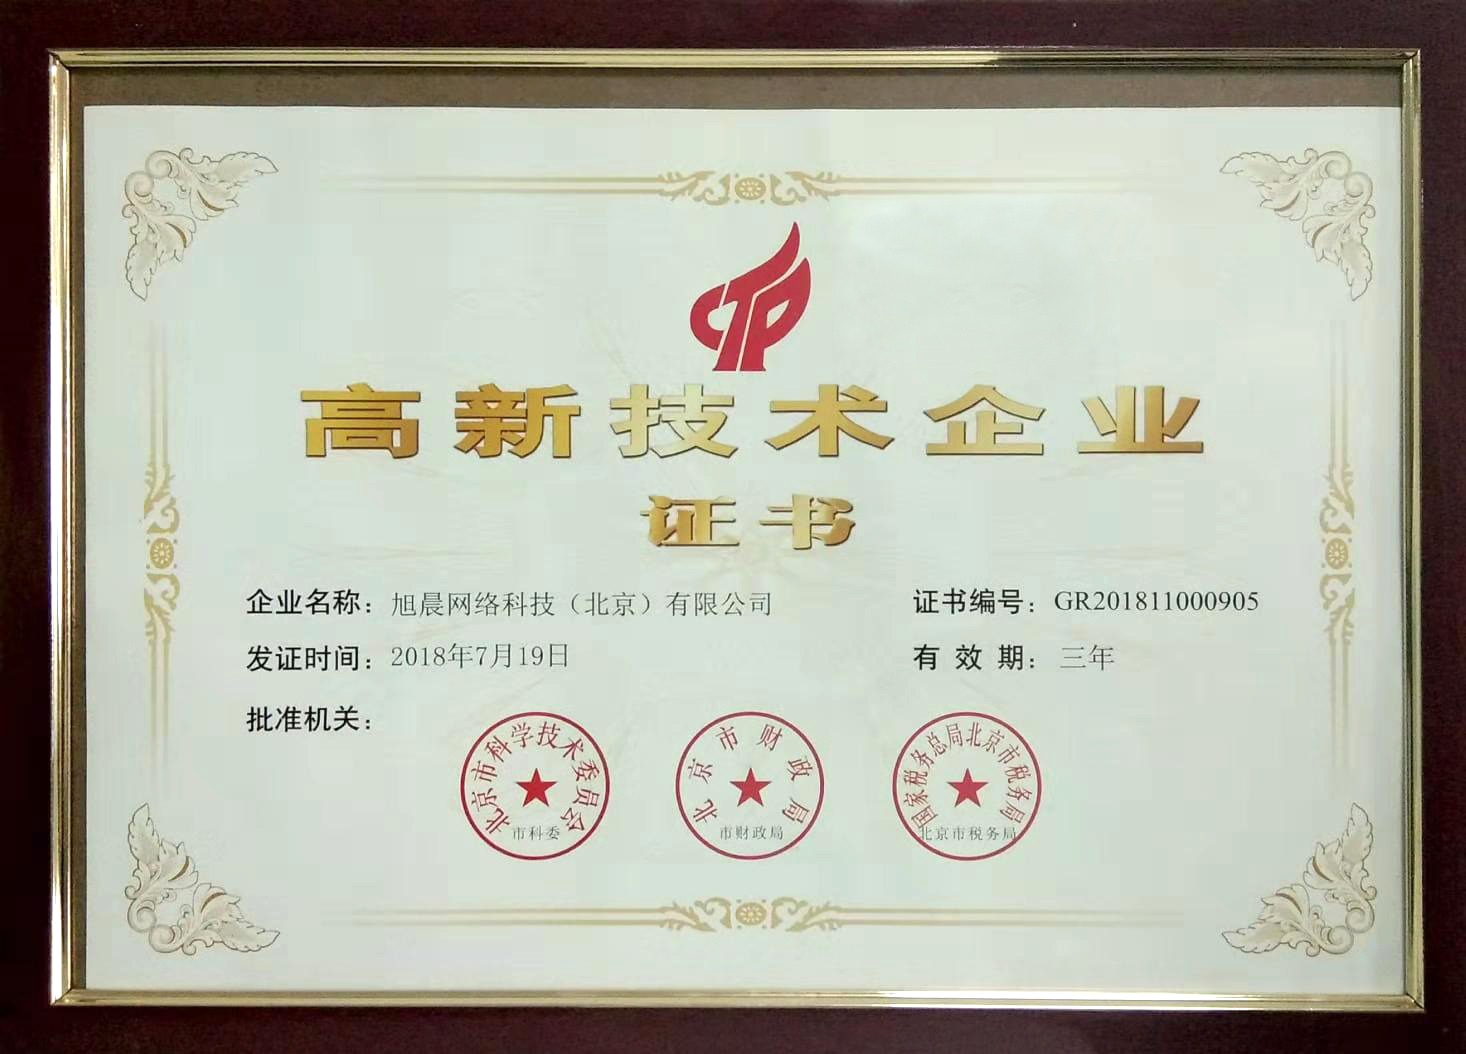 高新技术企业
证书
企业名称：旭晨网络科技（北京）有限公司
证书编号：GR201811000905
发证时间：2018年7月19日
有效期：三年
批准机关：
北京市科学技术委员会
市科委
北京市财政局
市财政局
国家税务总局北京市税务局
北京市税务局